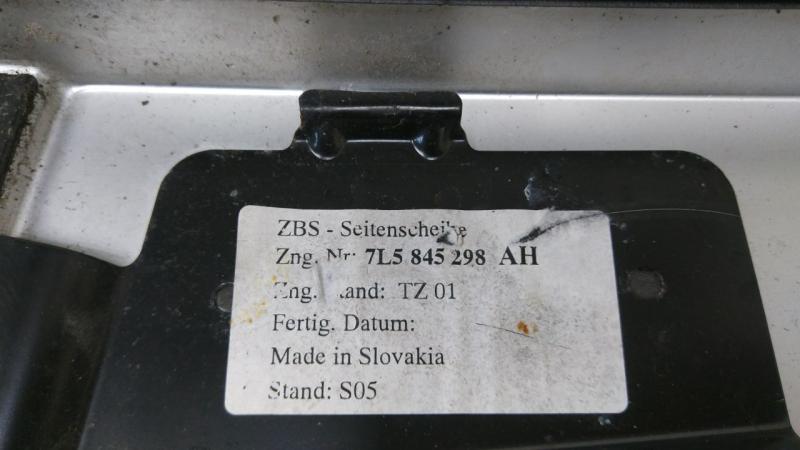 ZBS - Seitenscheibe
Zng. Nr: 7L5 845 298 AH
Zng. Stand: TZ 01
Fertig. Datum:
Made in Slovakia
Stand: S05